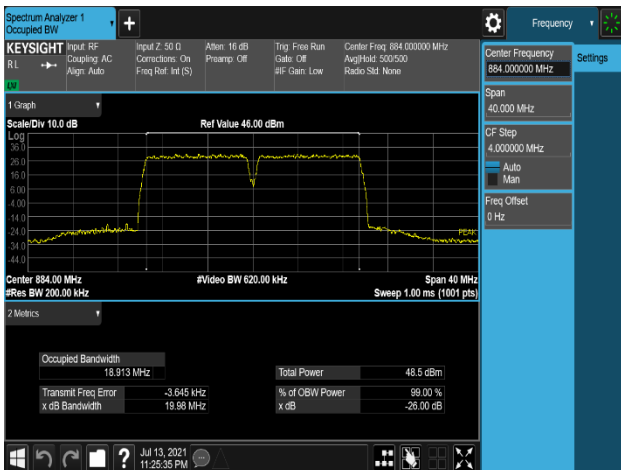 Spectrum Analyzer 1
Occupied BW
Frequency
KEYSIGHT
RL
Input: RF
Coupling: AC
Align: Auto
Input Z: 50 Ω
Corrections: On
Freq Ref: Int (S)
Atten: 16 dB
Preamp: Off
Trig: Free Run
Gate: Off
#IF Gain: Low
Center Freq: 884.000000 MHz
Avg|Hold: 500/500
Radio Std: None
Center Frequency
884.000000 MHz
Settings
Span
40.000 MHz
CF Step
4.000000 MHz
Auto
Man
Freq Offset
0 Hz
1 Graph
Scale/Div 10.0 dB
Ref Value 46.00 dBm
Log
36.0
26.0
16.0
6.00
-4.00
-14.0
-24.0
-34.0
-44.0
PEAK
Center 884.00 MHz
#Video BW 620.00 kHz
Span 40 MHz
#Res BW 200.00 kHz
Sweep 1.00 ms (1001 pts)
2 Metrics
Occupied Bandwidth
18.913 MHz
Total Power 48.5 dBm
Transmit Freq Error -3.645 kHz
% of OBW Power 99.00 %
x dB Bandwidth 19.98 MHz
x dB -26.00 dB
?
Jul 13, 2021
11:25:35 PM